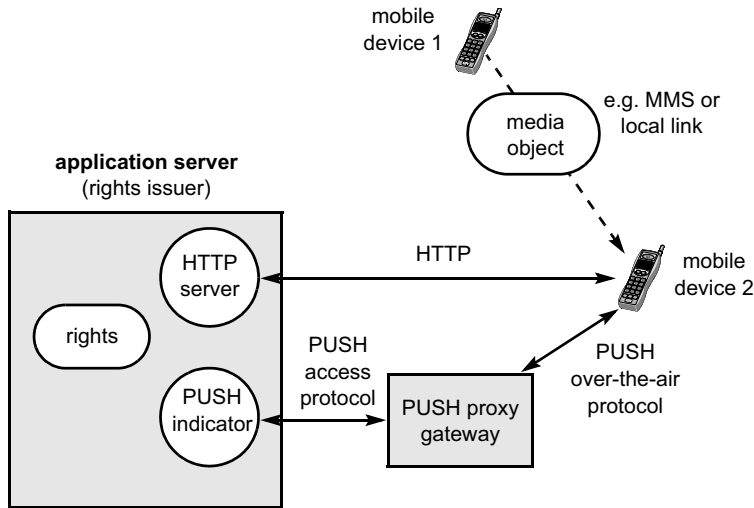 mobile
device 1
e.g. MMS or
local link
media
object
application server
(rights issuer)
HTTP
server
HTTP
mobile
device 2
rights
PUSH
access
protocol
PUSH
over-the-air
protocol
PUSH
indicator
PUSH proxy
gateway